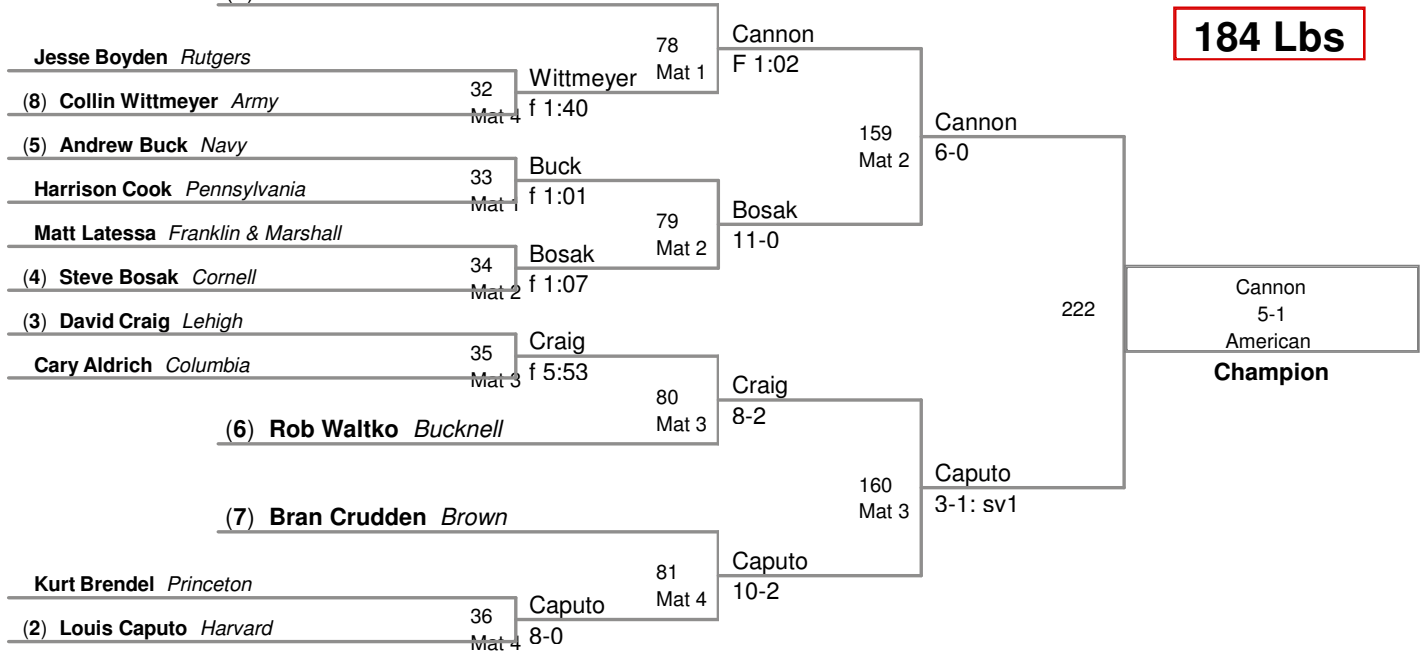 184 Lbs
Jesse Boyden Rutgers
32
Mat 4
(8) Collin Wittmeyer Army
Wittmeyer
f 1:40
78
Mat 1
Cannon
F 1:02
(5) Andrew Buck Navy
33
Mat 1
Harrison Cook Pennsylvania
Buck
f 1:01
Matt Latessa Franklin & Marshall
34
Mat 2
(4) Steve Bosak Cornell
Bosak
f 1:07
79
Mat 2
Bosak
11-0
159
Mat 2
Cannon
6-0
(3) David Craig Lehigh
35
Mat 3
Cary Aldrich Columbia
Craig
f 5:53
80
Mat 3
(6) Rob Waltko Bucknell
Craig
8-2
(7) Bran Crudden Brown
Kurt Brendel Princeton
36
Mat 4
(2) Louis Caputo Harvard
Caputo
8-0
81
Mat 4
Caputo
10-2
160
Mat 3
Caputo
3-1: sv1
222
Cannon
5-1
American
Champion